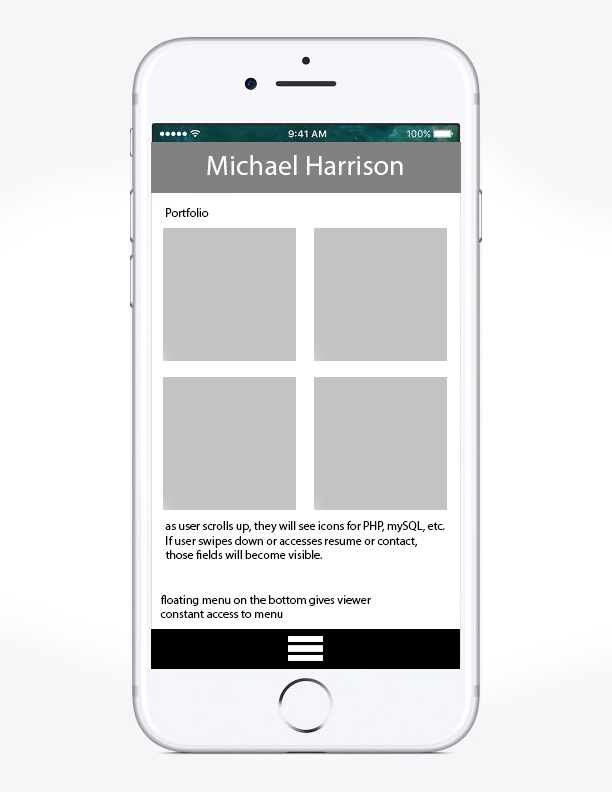 9:41 AM
100%
Michael Harrison
Portfolio
as user scrolls up, they will see icons for PHP, mySQL, etc.
If user swipes down or accesses resume or contact,
those fields will become visible.
floating menu on the bottom gives viewer
constant access to menu